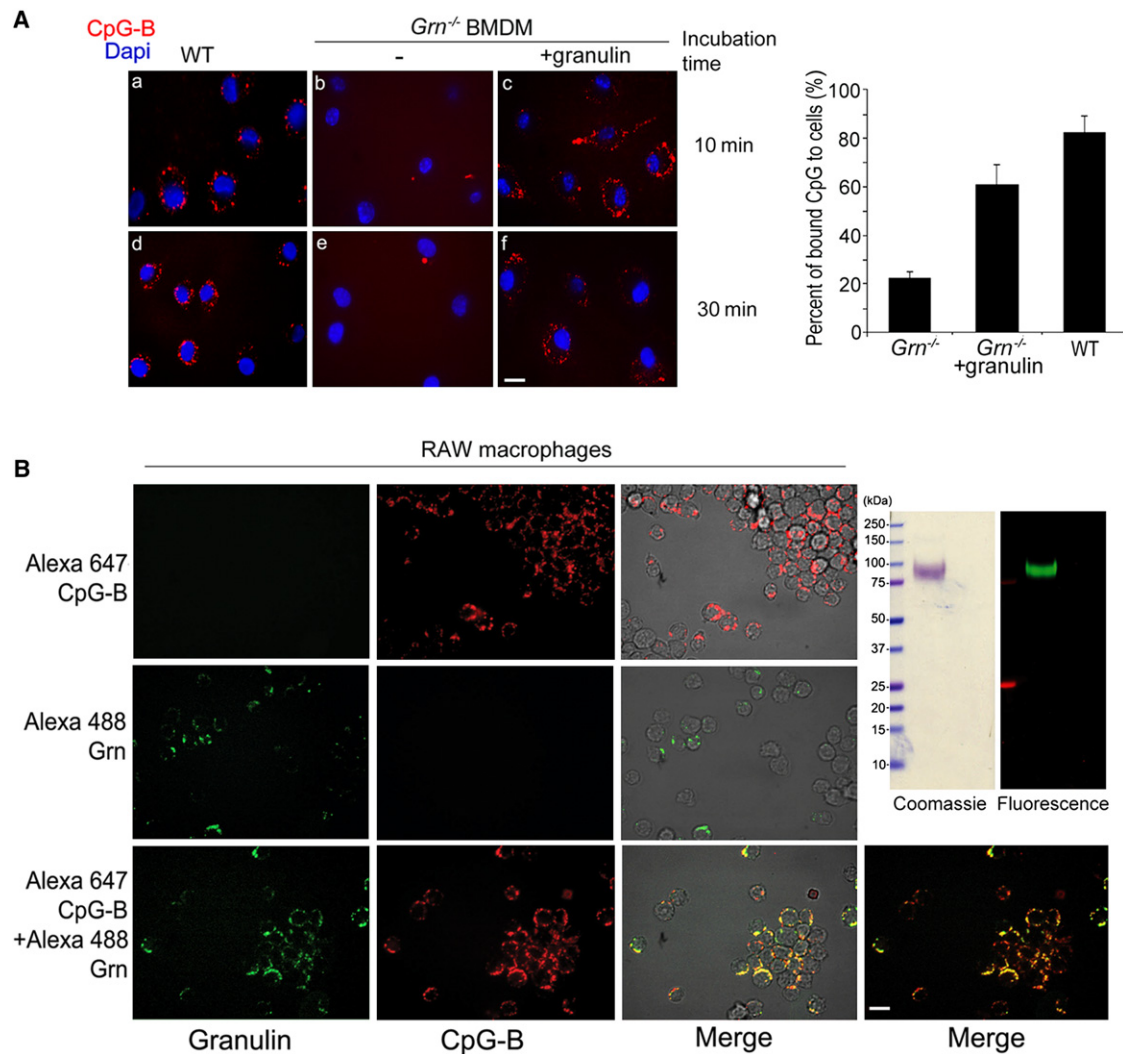 A
CpG-B
Dapi
WT
Grn-/- BMDM
-
+granulin
Incubation
time
a
b
c
10 min
d
e
f
30 min
Percent of bound CpG to cells (%)
100
80
60
40
20
0
Grn-/-
Grn-/-
+granulin
WT
B
RAW macrophages
Alexa 647
CpG-B
Alexa 488
Grn
Alexa 647
CpG-B
+Alexa 488
Grn
Granulin
CpG-B
Merge
Merge
(kDa)
250-
150-
100-
75-
50-
37-
25-
20-
15-
10-
Coomassie
Fluorescence